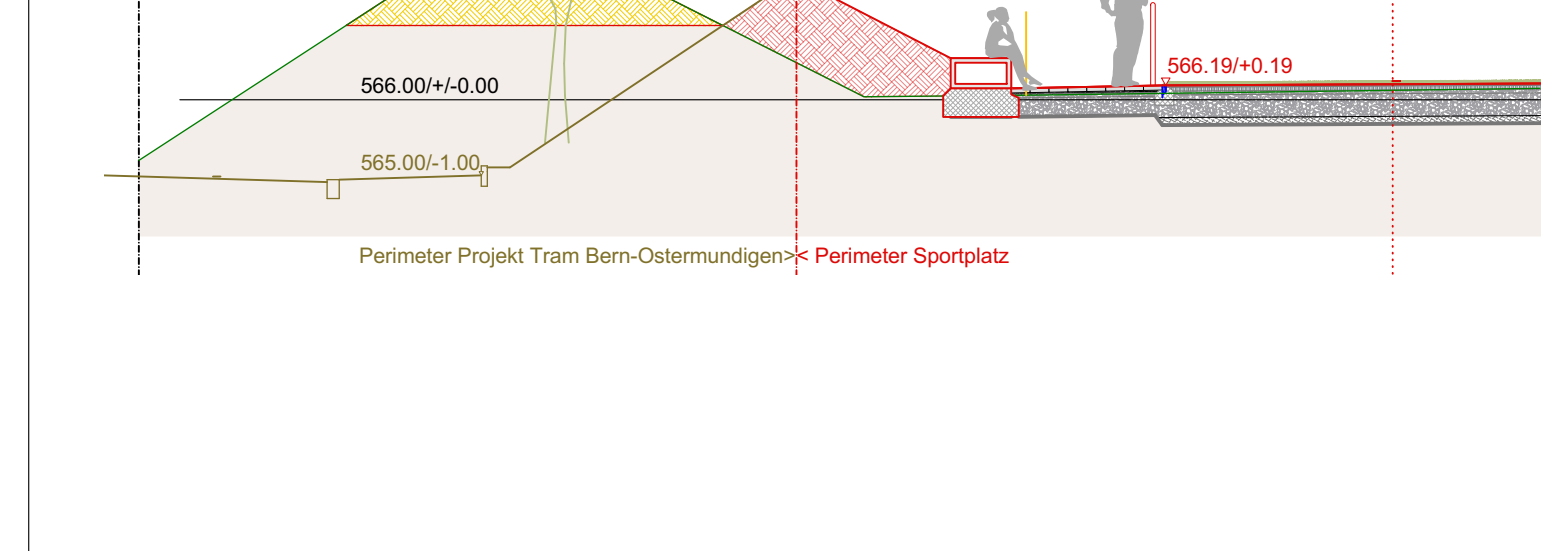 566.19/+0.19
566.00/+/-0.00
565.00/-1.00
Perimeter Projekt Tram Bern-Ostermundigen>< Perimeter Sportplatz